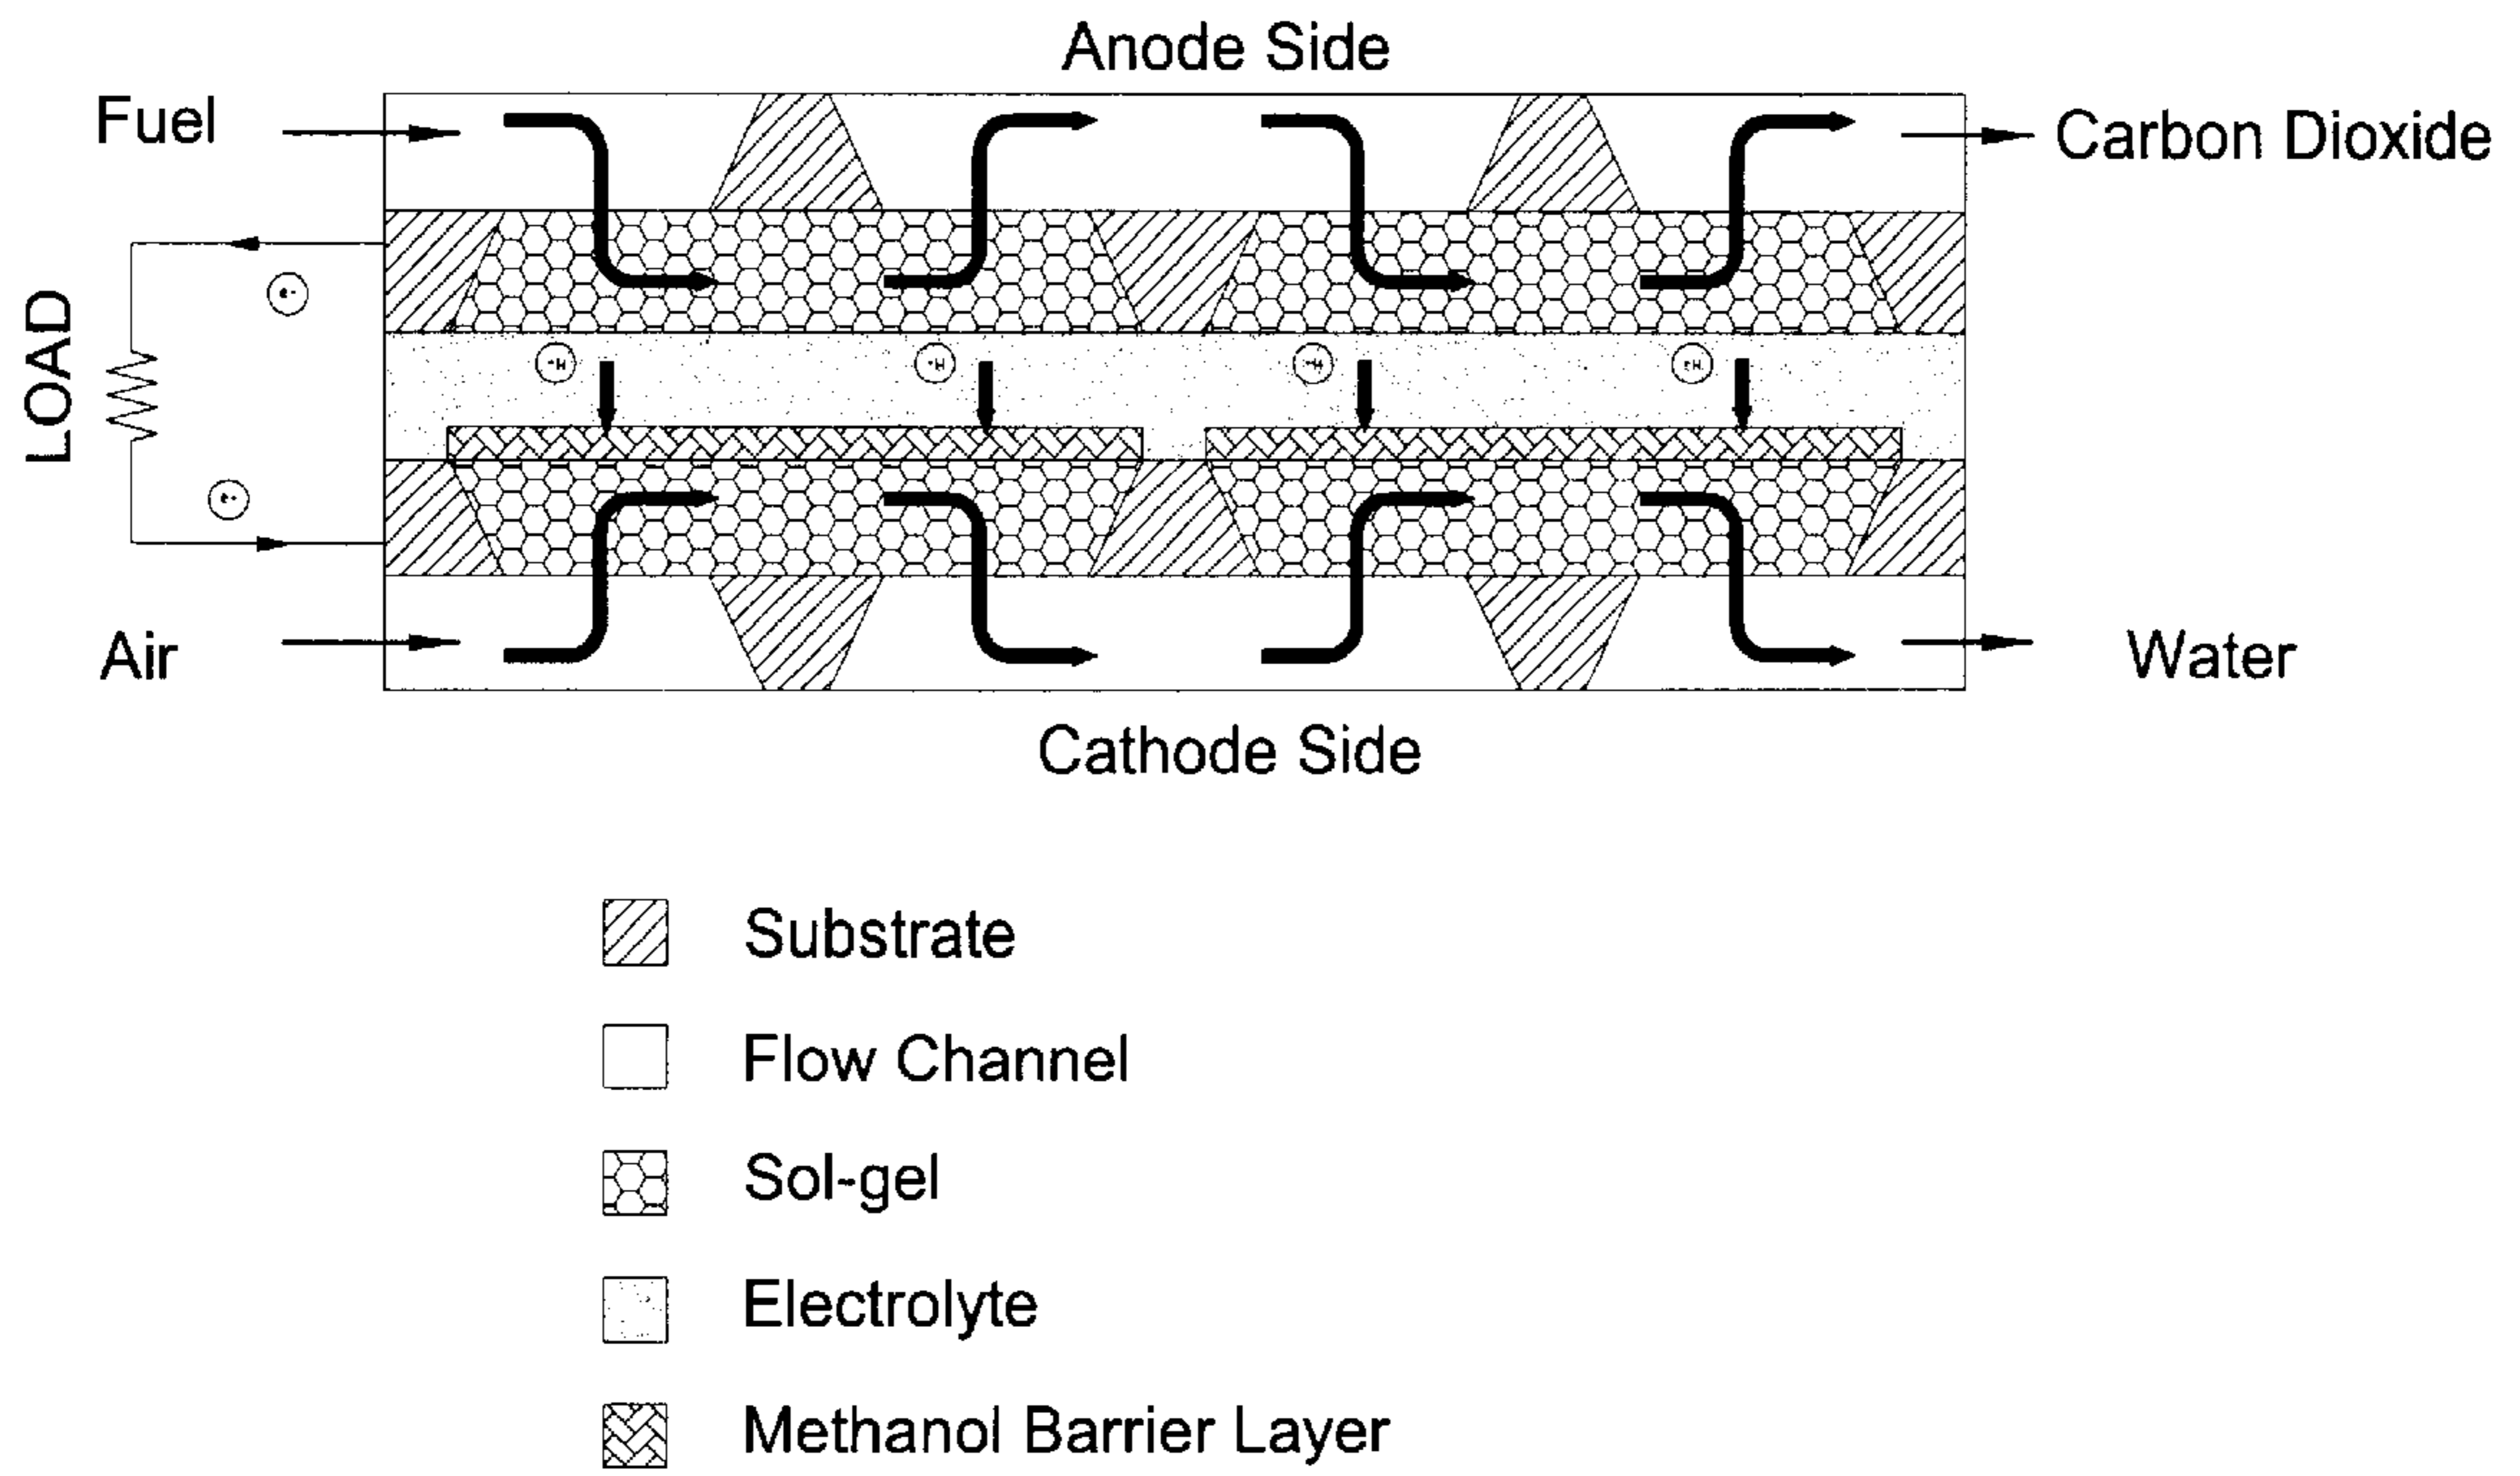 Anode Side
Fuel
Carbon Dioxide
LOAD
e-
H
H
H
H
e-
Air
Water
Cathode Side
Substrate
Flow Channel
Sol-gel
Electrolyte
Methanol Barrier Layer